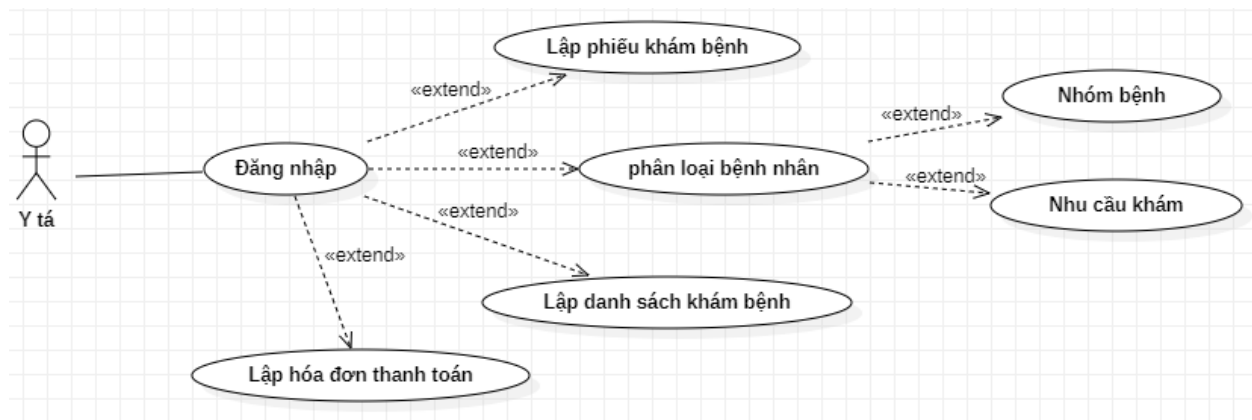 Lập phiếu khám bệnh
«extend»
Nhóm bệnh
«extend»
Đăng nhập
«extend»
phân loại bệnh nhân
«extend»
Nhu cầu khám
Y tá
«extend»
«extend»
Lập danh sách khám bệnh
Lập hóa đơn thanh toán